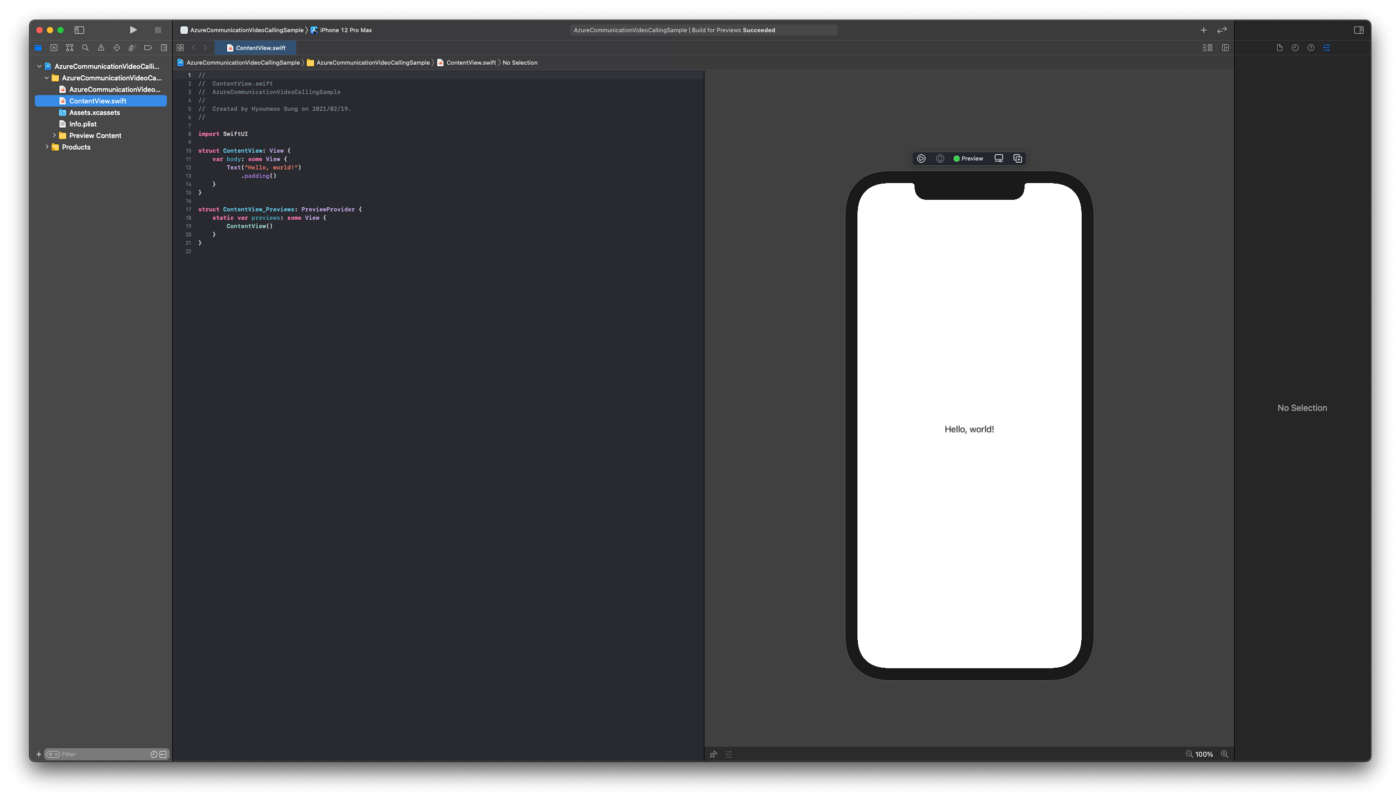 AzureCommunicationVideoCallingSample
iPhone 12 Pro Max
AzureCommunicationVideoCallingSample | Build for Previews Succeeded
ContentView.swift
AzureCommunicationVideoCalli...
AzureCommunicationVideoCa...
AzureCommunicationVideo...
ContentView.swift
Assets.xcassets
Info.plist
Preview Content
Products
Filter
AzureCommunicationVideoCallingSample
AzureCommunicationVideoCallingSample
ContentView.swift
No Selection
1 //
2 // ContentView.swift
3 // AzureCommunicationVideoCallingSample
4 //
5 // Created by Hyounwoo Sung on 2021/02/19.
6 //
7
8 import SwiftUI
9
10 struct ContentView: View {
11 var body: some View {
12 Text("Hello, world!")
13 .padding()
14 }
15 }
16
17 struct ContentView_Previews: PreviewProvider {
18 static var previews: some View {
19 ContentView()
20 }
21 }
22
Preview
Hello, world!
100%
No Selection